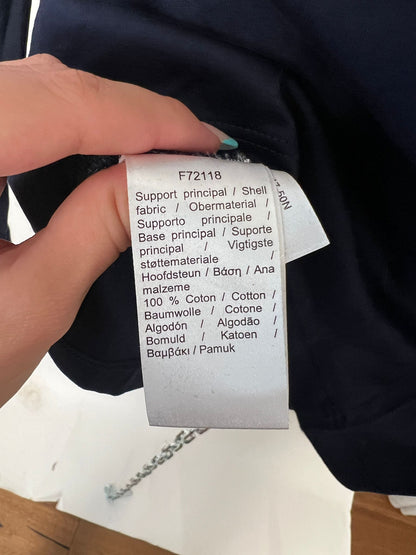 F72118
Support principal / Shell
fabric / Obermaterial /
Supporto principale /
Base principal / Suporte
principal / Vigtigste
støttemateriale /
Hoofdsteun / Βάση / Ana
malzeme
100 % Coton / Cotton /
Baumwolle / Cotone /
Algodón / Algodão /
Bomuld / Katoen /
Βαμβάκι / Pamuk